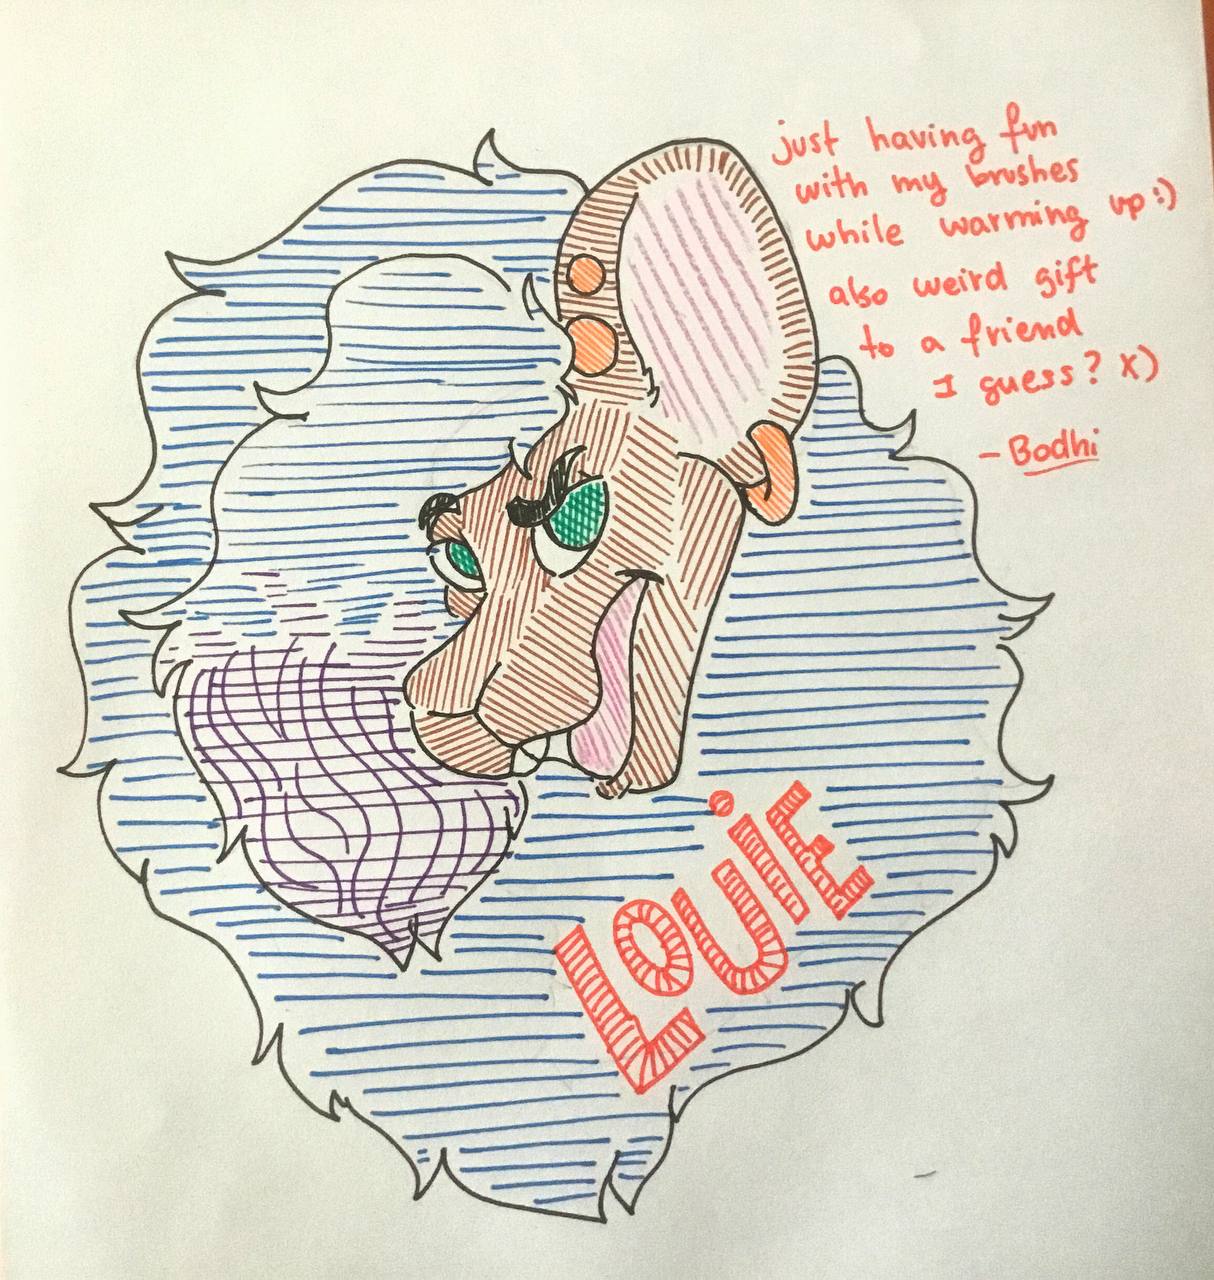 just having fun
with my brushes
while warming up :)
also weird gift
to a friend
I guess? x)
- Bodhi
LOUiE